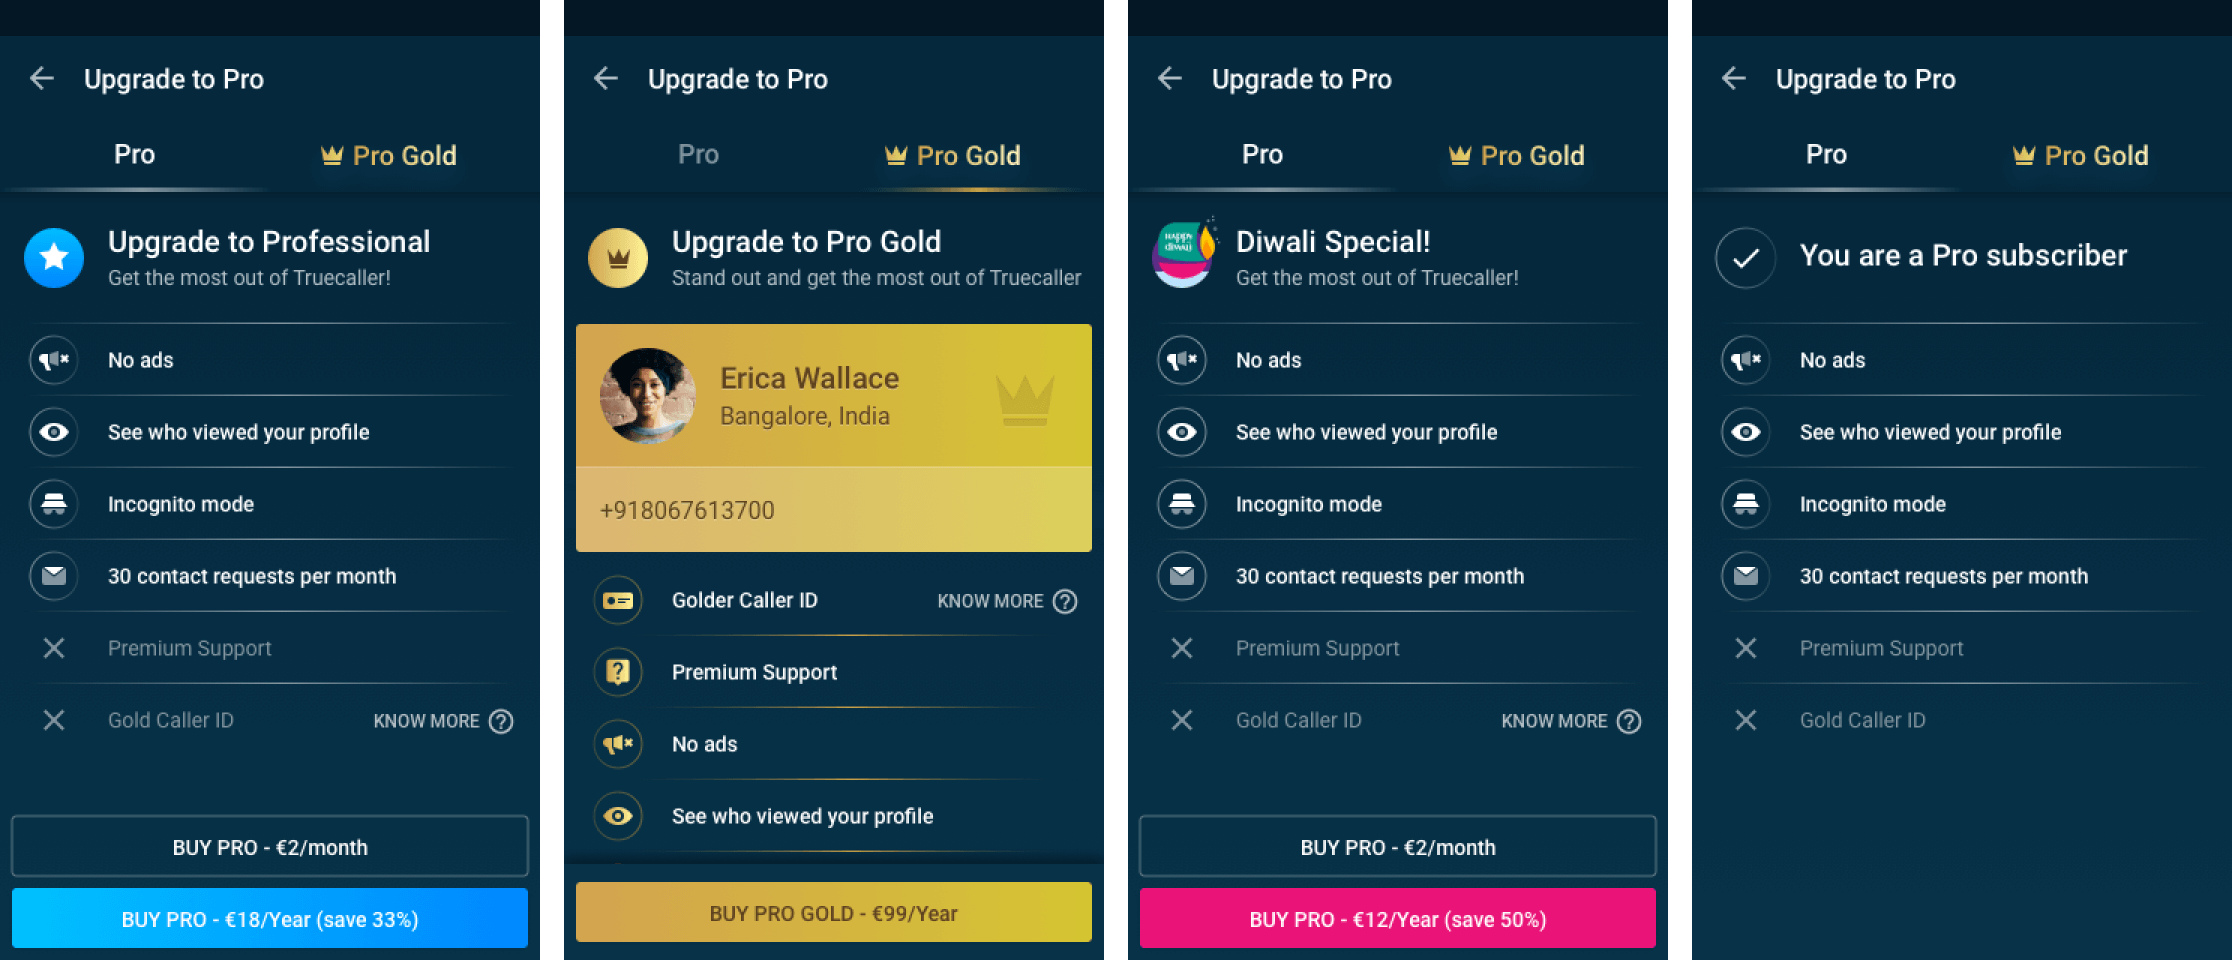 Upgrade to Pro
Pro
Pro Gold
Upgrade to Professional
Get the most out of Truecaller!
No ads
See who viewed your profile
Incognito mode
30 contact requests per month
Premium Support
Gold Caller ID
KNOW MORE ?
BUY PRO - €2/month
BUY PRO - €18/Year (save 33%)
Upgrade to Pro
Pro
Pro Gold
Upgrade to Pro Gold
Stand out and get the most out of Truecaller
Erica Wallace
Bangalore, India
+918067613700
Golder Caller ID
KNOW MORE ?
?
Premium Support
No ads
See who viewed your profile
BUY PRO GOLD - €99/Year
Upgrade to Pro
Pro
Pro Gold
HAPPY
diwali
Diwali Special!
Get the most out of Truecaller!
No ads
See who viewed your profile
Incognito mode
30 contact requests per month
Premium Support
Gold Caller ID
KNOW MORE ?
BUY PRO - €2/month
BUY PRO - €12/Year (save 50%)
Upgrade to Pro
Pro
Pro Gold
You are a Pro subscriber
No ads
See who viewed your profile
Incognito mode
30 contact requests per month
Premium Support
Gold Caller ID